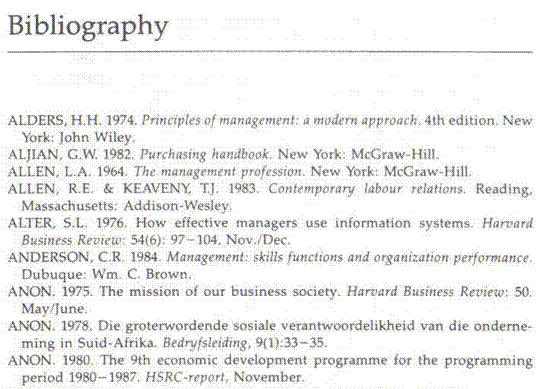 Bibliography
ALDERS, H.H. 1974. Principles of management: a modern approach. 4th edition. New
York: John Wiley.
ALJIAN, G.W. 1982. Purchasing handbook. New York: McGraw-Hill.
ALLEN, L.A. 1964. The management profession. New York: McGraw-Hill.
ALLEN, R.E. & KEAVENY, T.J. 1983. Contemporary labour relations. Reading,
Massachusetts: Addison-Wesley.
ALTER, S.L. 1976. How effective managers use information systems. Harvard
Business Review: 54(6): 97–104, Nov./Dec.
ANDERSON, C.R. 1984. Management: skills functions and organization performance.
Dubuque: Wm. C. Brown.
ANON. 1975. The mission of our business society. Harvard Business Review: 50.
May/June.
ANON. 1978. Die groterwordende sosiale verantwoordelikheid van die onderne-
ming in Suid-Afrika. Bedryfsleiding, 9(1):33–35.
ANON. 1980. The 9th economic development programme for the programming
period 1980–1987. HSRC-report, November.